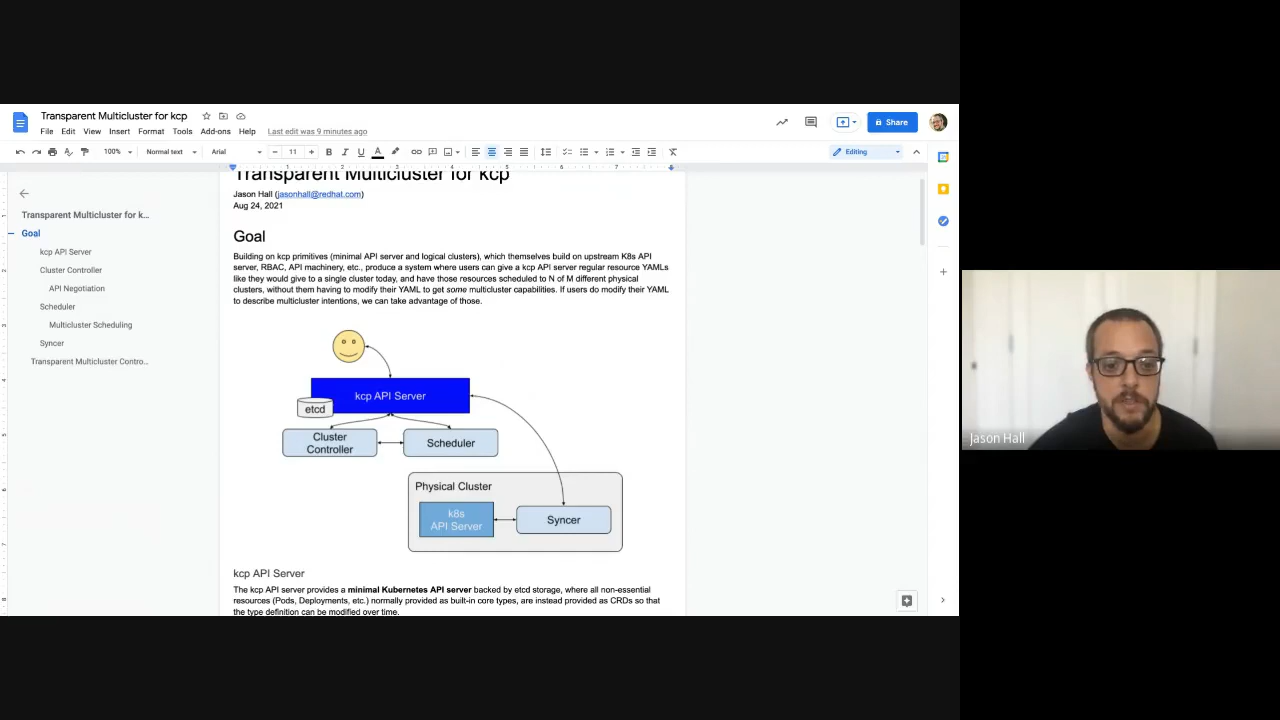 Transparent Multicluster for kcp
File Edit View Insert Format Tools Add-ons Help Last edit was 9 minutes ago
Share
100% Normal text Arial 11 B I U A Editing
1 2 3 4 5 6 7
Transparent Multicluster for k...
Goal
kcp API Server
Cluster Controller
API Negotiation
Scheduler
Multicluster Scheduling
Syncer
Transparent Multicluster Contro...
Transparent Multicluster for kcp
Jason Hall (jasonhall@redhat.com)
Aug 24, 2021
Goal
Building on kcp primitives (minimal API server and logical clusters), which themselves build on upstream K8s API
server, RBAC, API machinery, etc., produce a system where users can give a kcp API server regular resource YAMLs
like they would give to a single cluster today, and have those resources scheduled to N of M different physical
clusters, without them having to modify their YAML to get some multicluster capabilities. If users do modify their YAML
to describe multicluster intentions, we can take advantage of those.
kcp API Server
etcd
Cluster
Controller
Scheduler
Physical Cluster
k8s
API Server
Syncer
kcp API Server
The kcp API server provides a minimal Kubernetes API server backed by etcd storage, where all non-essential
resources (Pods, Deployments, etc.) normally provided as built-in core types, are instead provided as CRDs so that
the type definition can be modified over time.
Jason Hall